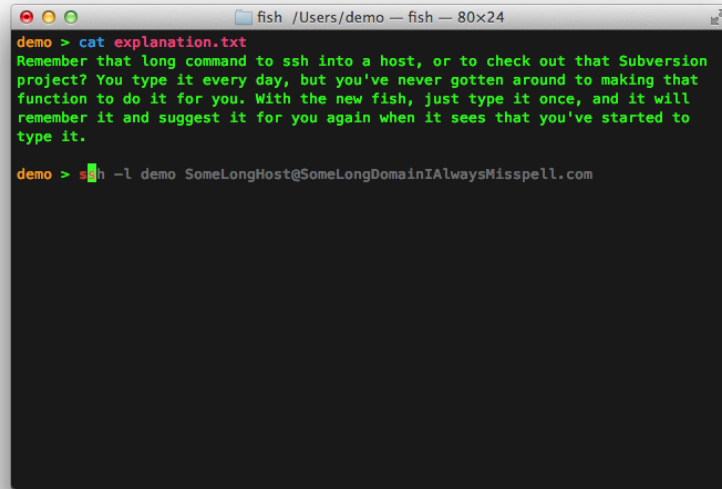 fish /Users/demo — fish — 80×24
demo > cat explanation.txt
Remember that long command to ssh into a host, or to check out that Subversion
project? You type it every day, but you've never gotten around to making that
function to do it for you. With the new fish, just type it once, and it will
remember it and suggest it for you again when it sees that you've started to
type it.
demo > ssh -l demo SomeLongHost@SomeLongDomainIAlwaysMisspell.com